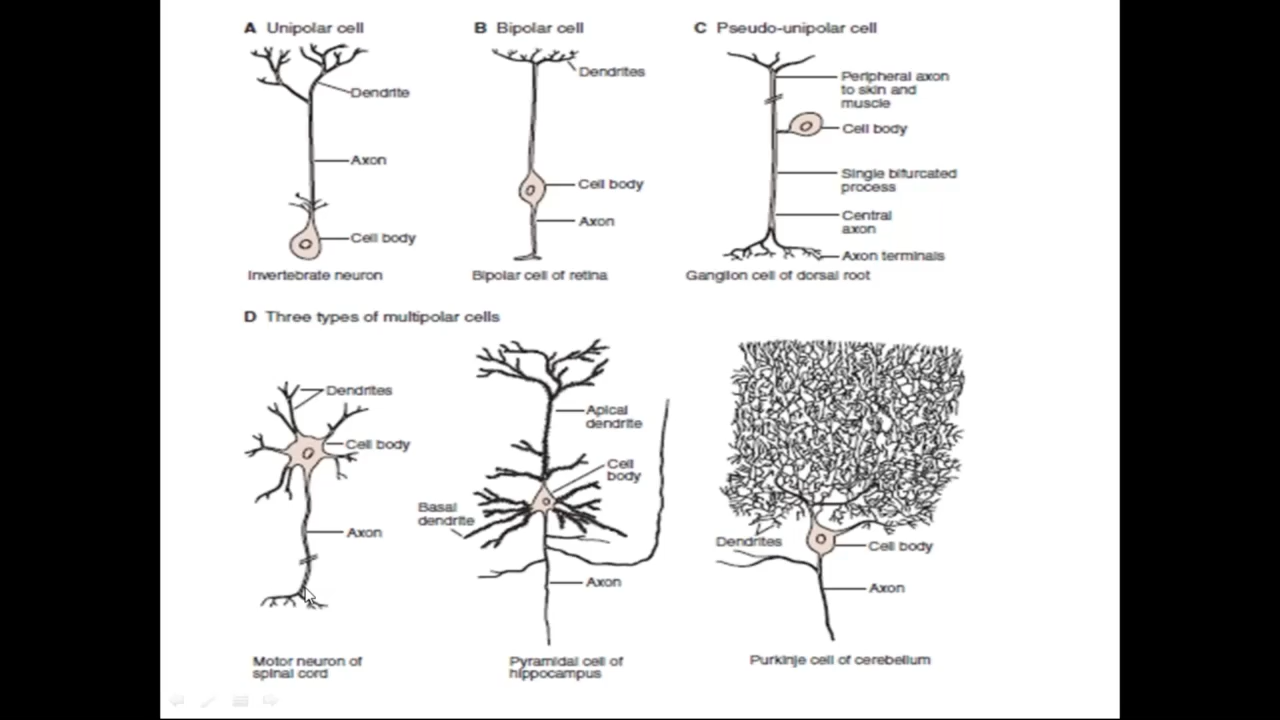 A Unipolar cell
Dendrite
Axon
Cell body
Invertebrate neuron
B Bipolar cell
Dendrites
Cell body
Axon
Bipolar cell of retina
C Pseudo-unipolar cell
Peripheral axon
to skin and
muscle
Cell body
Single bifurcated
process
Central
axon
Axon terminals
Ganglion cell of dorsal root
D Three types of multipolar cells
Dendrites
Cell body
Axon
Motor neuron of
spinal cord
Apical
dendrite
Cell
body
Basal
dendrite
Axon
Pyramidal cell of
hippocampus
Dendrites
Cell body
Axon
Purkinje cell of cerebellum